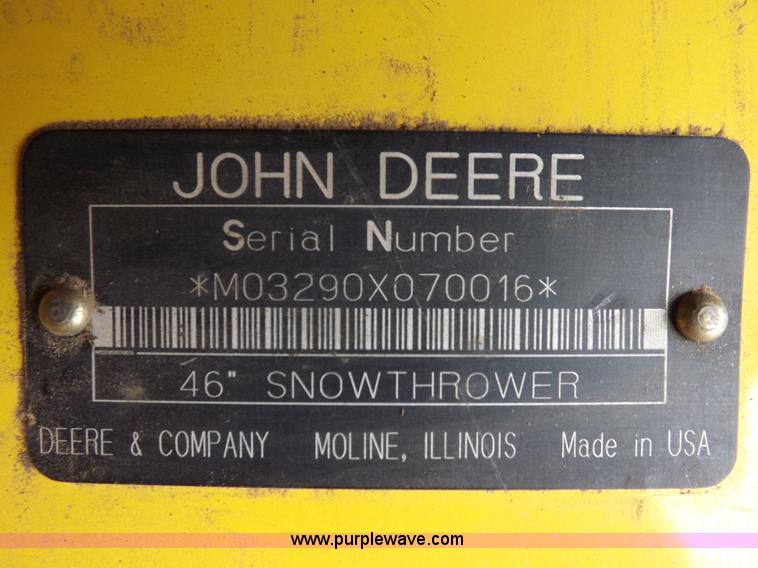 JOHN DEERE
Serial Number
*M03290X070016*
46" SNOWTHROWER
DEERE & COMPANY MOLINE, ILLINOIS Made in USA
www.purplewave.com